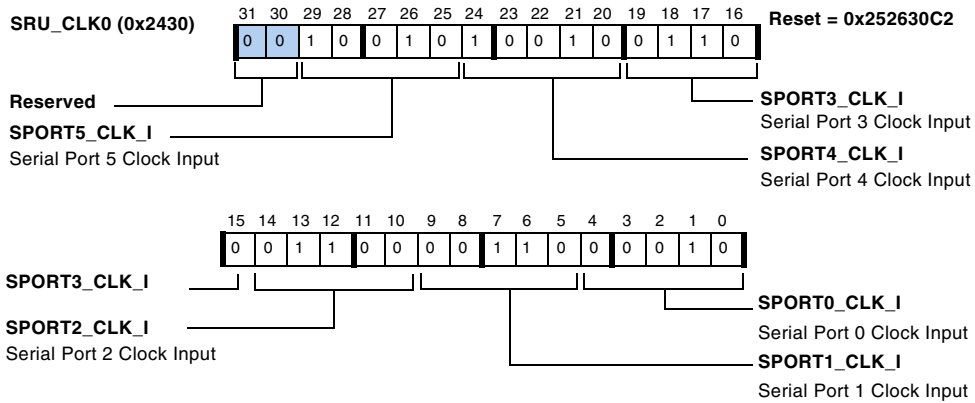 SRU_CLK0 (0x2430)
31 30 29 28 27 26 25 24 23 22 21 20 19 18 17 16
Reset = 0x252630C2
0 0 1 0 0 1 0 1 0 0 1 0 0 1 1 0
Reserved
SPORT5_CLK_I
Serial Port 5 Clock Input
SPORT3_CLK_I
Serial Port 3 Clock Input
SPORT4_CLK_I
Serial Port 4 Clock Input
15 14 13 12 11 10 9 8 7 6 5 4 3 2 1 0
0 0 1 1 0 0 0 0 1 1 0 0 0 0 1 0
SPORT3_CLK_I
SPORT2_CLK_I
Serial Port 2 Clock Input
SPORT0_CLK_I
Serial Port 0 Clock Input
SPORT1_CLK_I
Serial Port 1 Clock Input